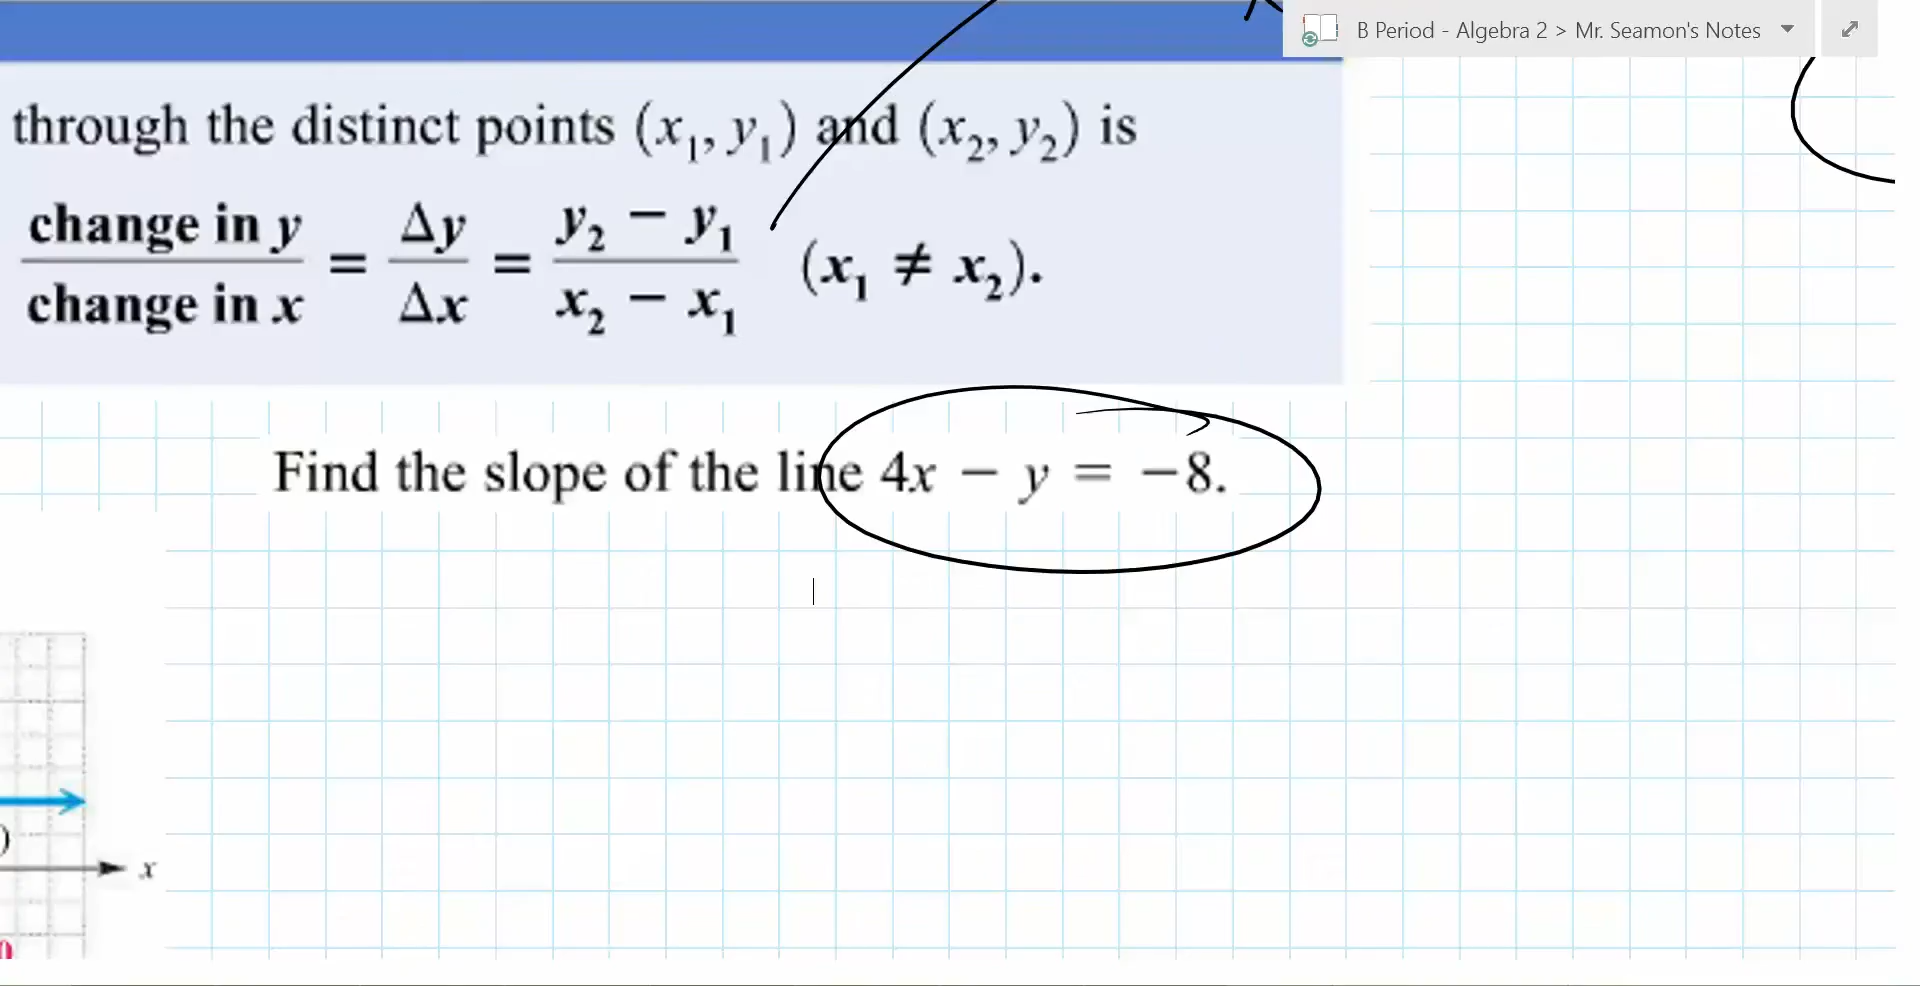 B Period - Algebra 2 > Mr. Seamon's Notes
through the distinct points (x₁, y₁) and (x₂, y₂) is
change in y / change in x = Δy / Δx = y₂ − y₁ / x₂ − x₁ (x₁ ≠ x₂).
Find the slope of the line 4x − y = −8.
)
x